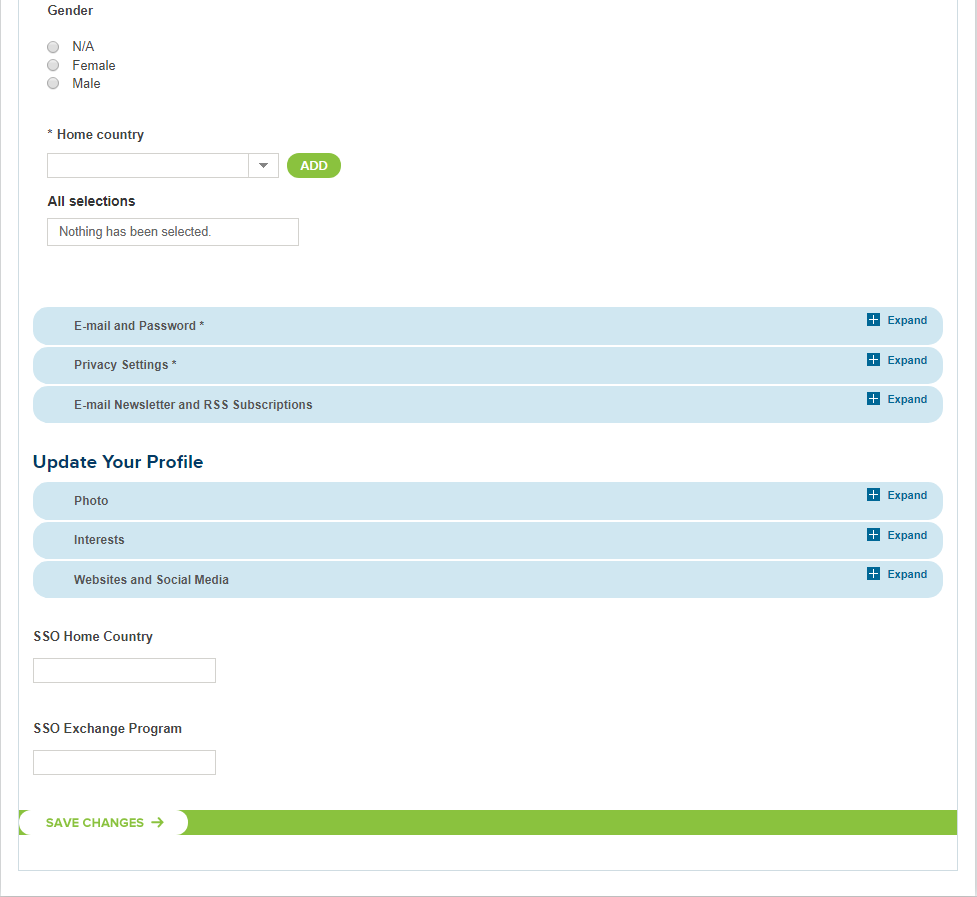 Gender
N/A
Female
Male
* Home country
ADD
All selections
Nothing has been selected.
E-mail and Password *
Expand
Privacy Settings *
Expand
E-mail Newsletter and RSS Subscriptions
Expand
Update Your Profile
Photo
Expand
Interests
Expand
Websites and Social Media
Expand
SSO Home Country
SSO Exchange Program
SAVE CHANGES →